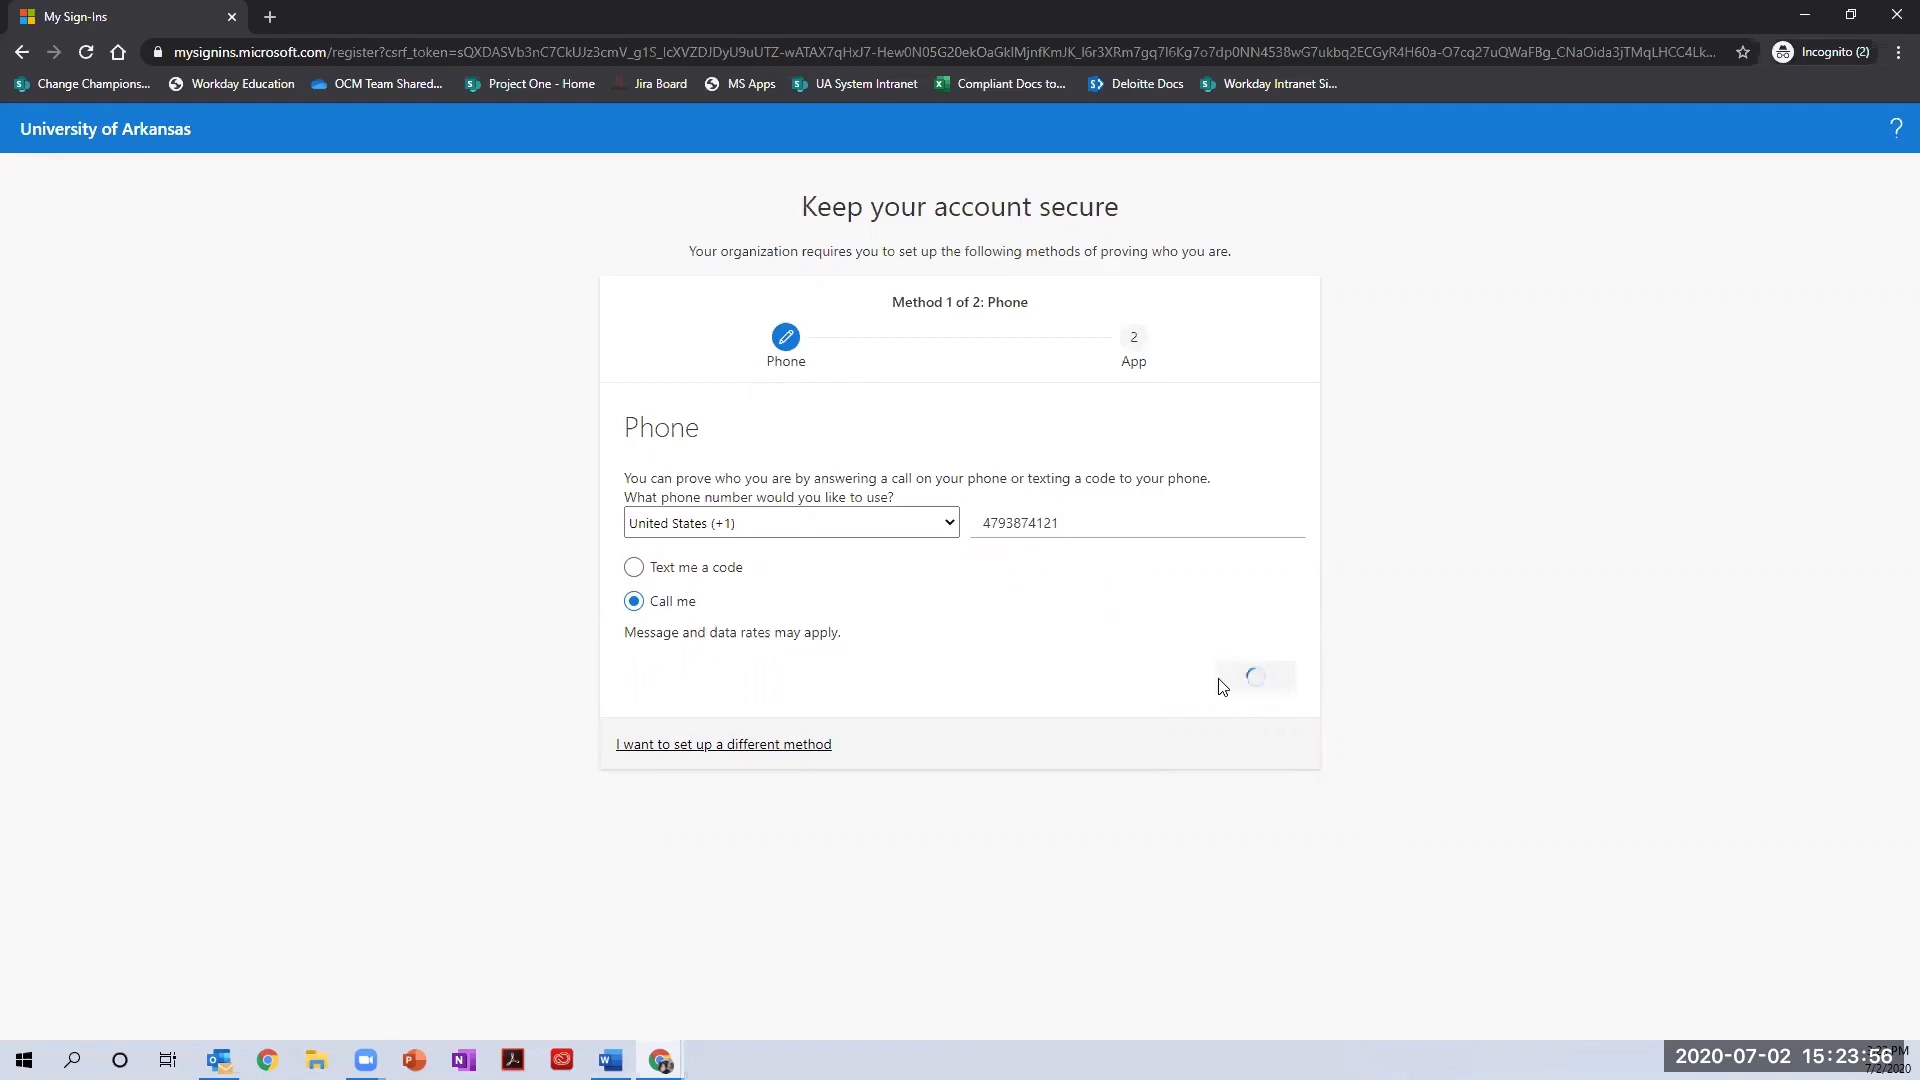 My Sign-Ins
mysignins.microsoft.com/register?csrf_token=
Incognito (2)
Change Champions...
Workday Education
OCM Team Shared...
Project One - Home
Jira Board
MS Apps
UA System Intranet
Compliant Docs to...
Deloitte Docs
Workday Intranet Si...
University of Arkansas
?
Keep your account secure
Your organization requires you to set up the following methods of proving who you are.
Method 1 of 2: Phone
2
Phone
App
Phone
You can prove who you are by answering a call on your phone or texting a code to your phone.
What phone number would you like to use?
United States (+1)
4793874121
Text me a code
Call me
Message and data rates may apply.
I want to set up a different method
2020-07-02 15:23:56
7/2/2020